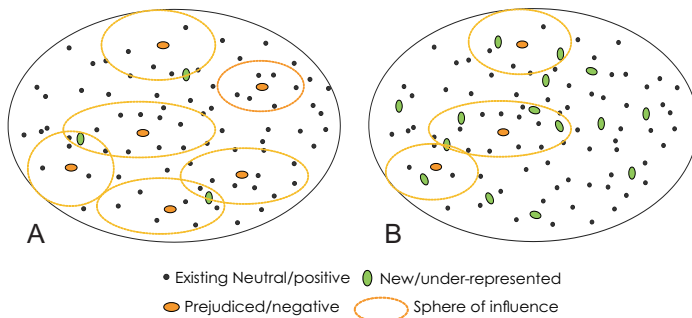 A
B
Existing Neutral/positive
New/under-represented
Prejudiced/negative
Sphere of influence